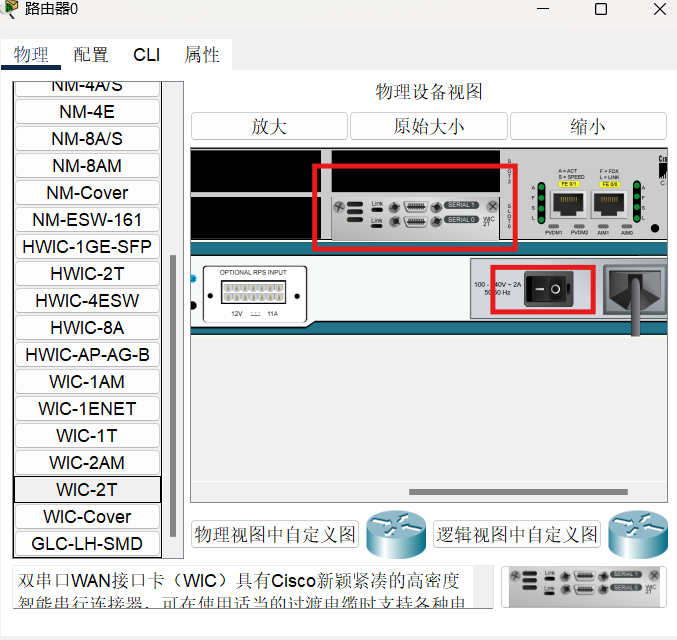 路由器0
物理 配置 CLI 属性
NM-4A/S
NM-4E
NM-8A/S
NM-8AM
NM-Cover
NM-ESW-161
HWIC-1GE-SFP
HWIC-2T
HWIC-4ESW
HWIC-8A
HWIC-AP-AG-B
WIC-1AM
WIC-1ENET
WIC-1T
WIC-2AM
WIC-2T
WIC-Cover
GLC-LH-SMD
物理设备视图
放大 原始大小 缩小
SLOT 2
Link
SERIAL 1
Link
SERIAL 0
WIC
2T
SLOT 0
A = ACT F = FDX
S = SPEED L = LINK
FE 0/1 FE 0/0
A A
F F
S S
L L
PVDM1 PVDM2 AIM1 AIM0
OPTIONAL RPS INPUT
12V 11A
50/60 Hz
物理视图中自定义图 逻辑视图中自定义图
双串口WAN接口卡（WIC）具有Cisco新颖紧凑的高密度
智能串行连接器，可在使用适当的过渡电缆时支持各种电
Link
SERIAL 1
Link
SERIAL 0
WIC
2T